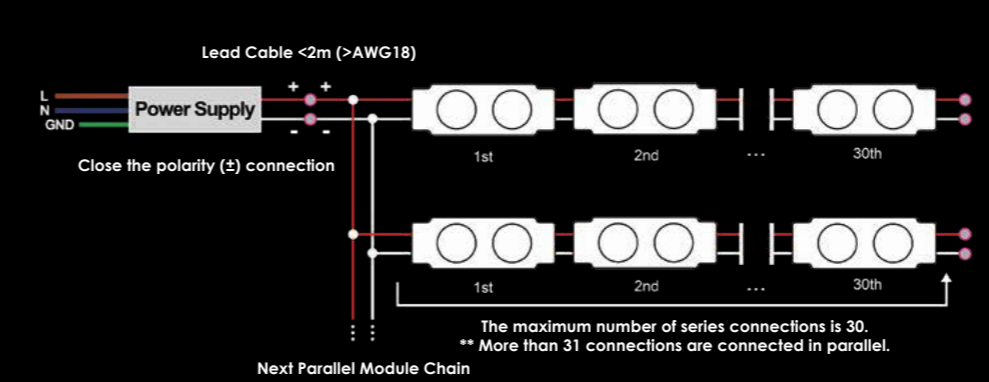 Lead Cable <2m (>AWG18)
+ +
L
N
GND
Power Supply
- -
Close the polarity (±) connection
1st
2nd
...
30th
1st
2nd
...
30th
The maximum number of series connections is 30.
** More than 31 connections are connected in parallel.
Next Parallel Module Chain